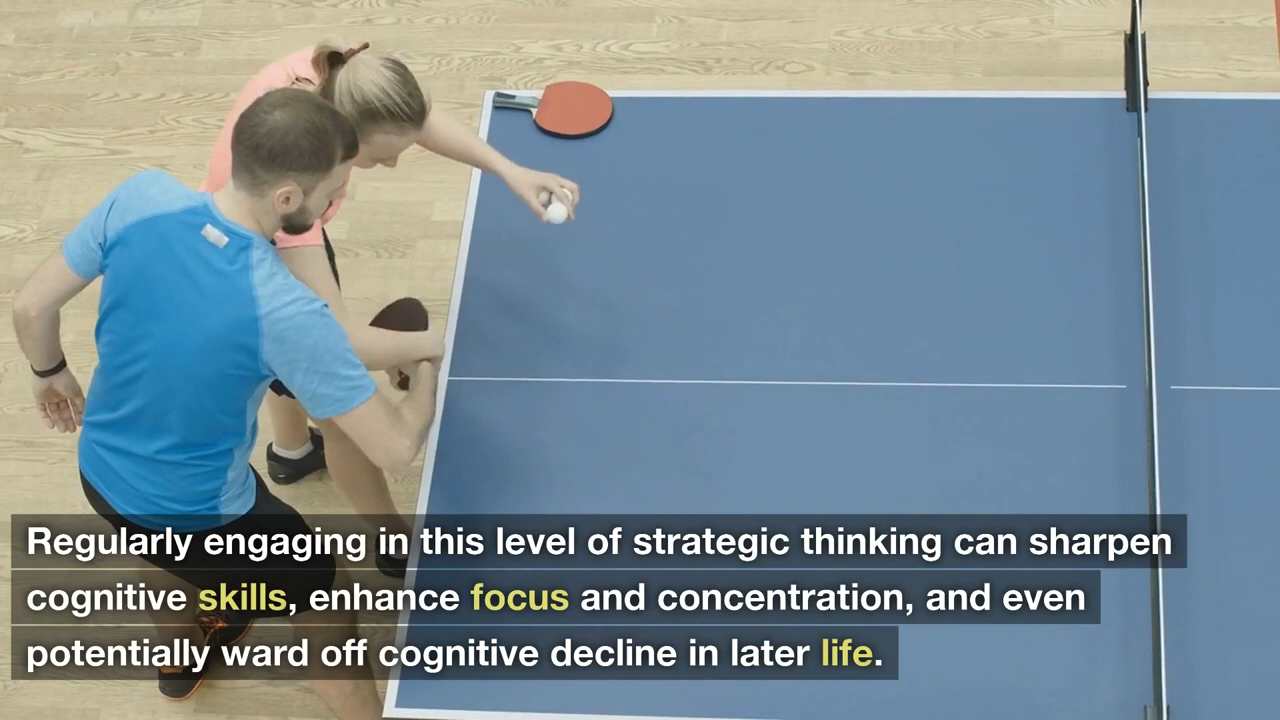 Regularly engaging in this level of strategic thinking can sharpen
cognitive skills, enhance focus and concentration, and even
potentially ward off cognitive decline in later life.